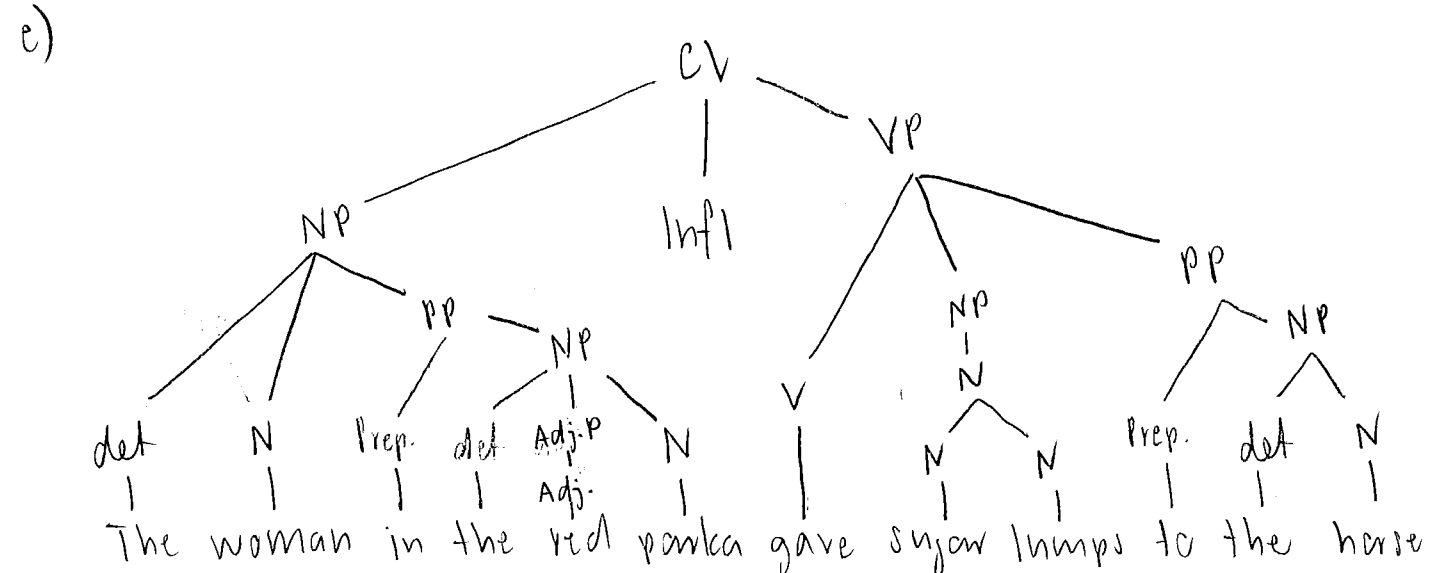 e)
CV
VP
NP Infl
PP
PP NP NP
NP
N
V
det N Prep. det Adj.P N N N Prep. det N
Adj.
The woman in the red parka gave sugar lumps to the horse